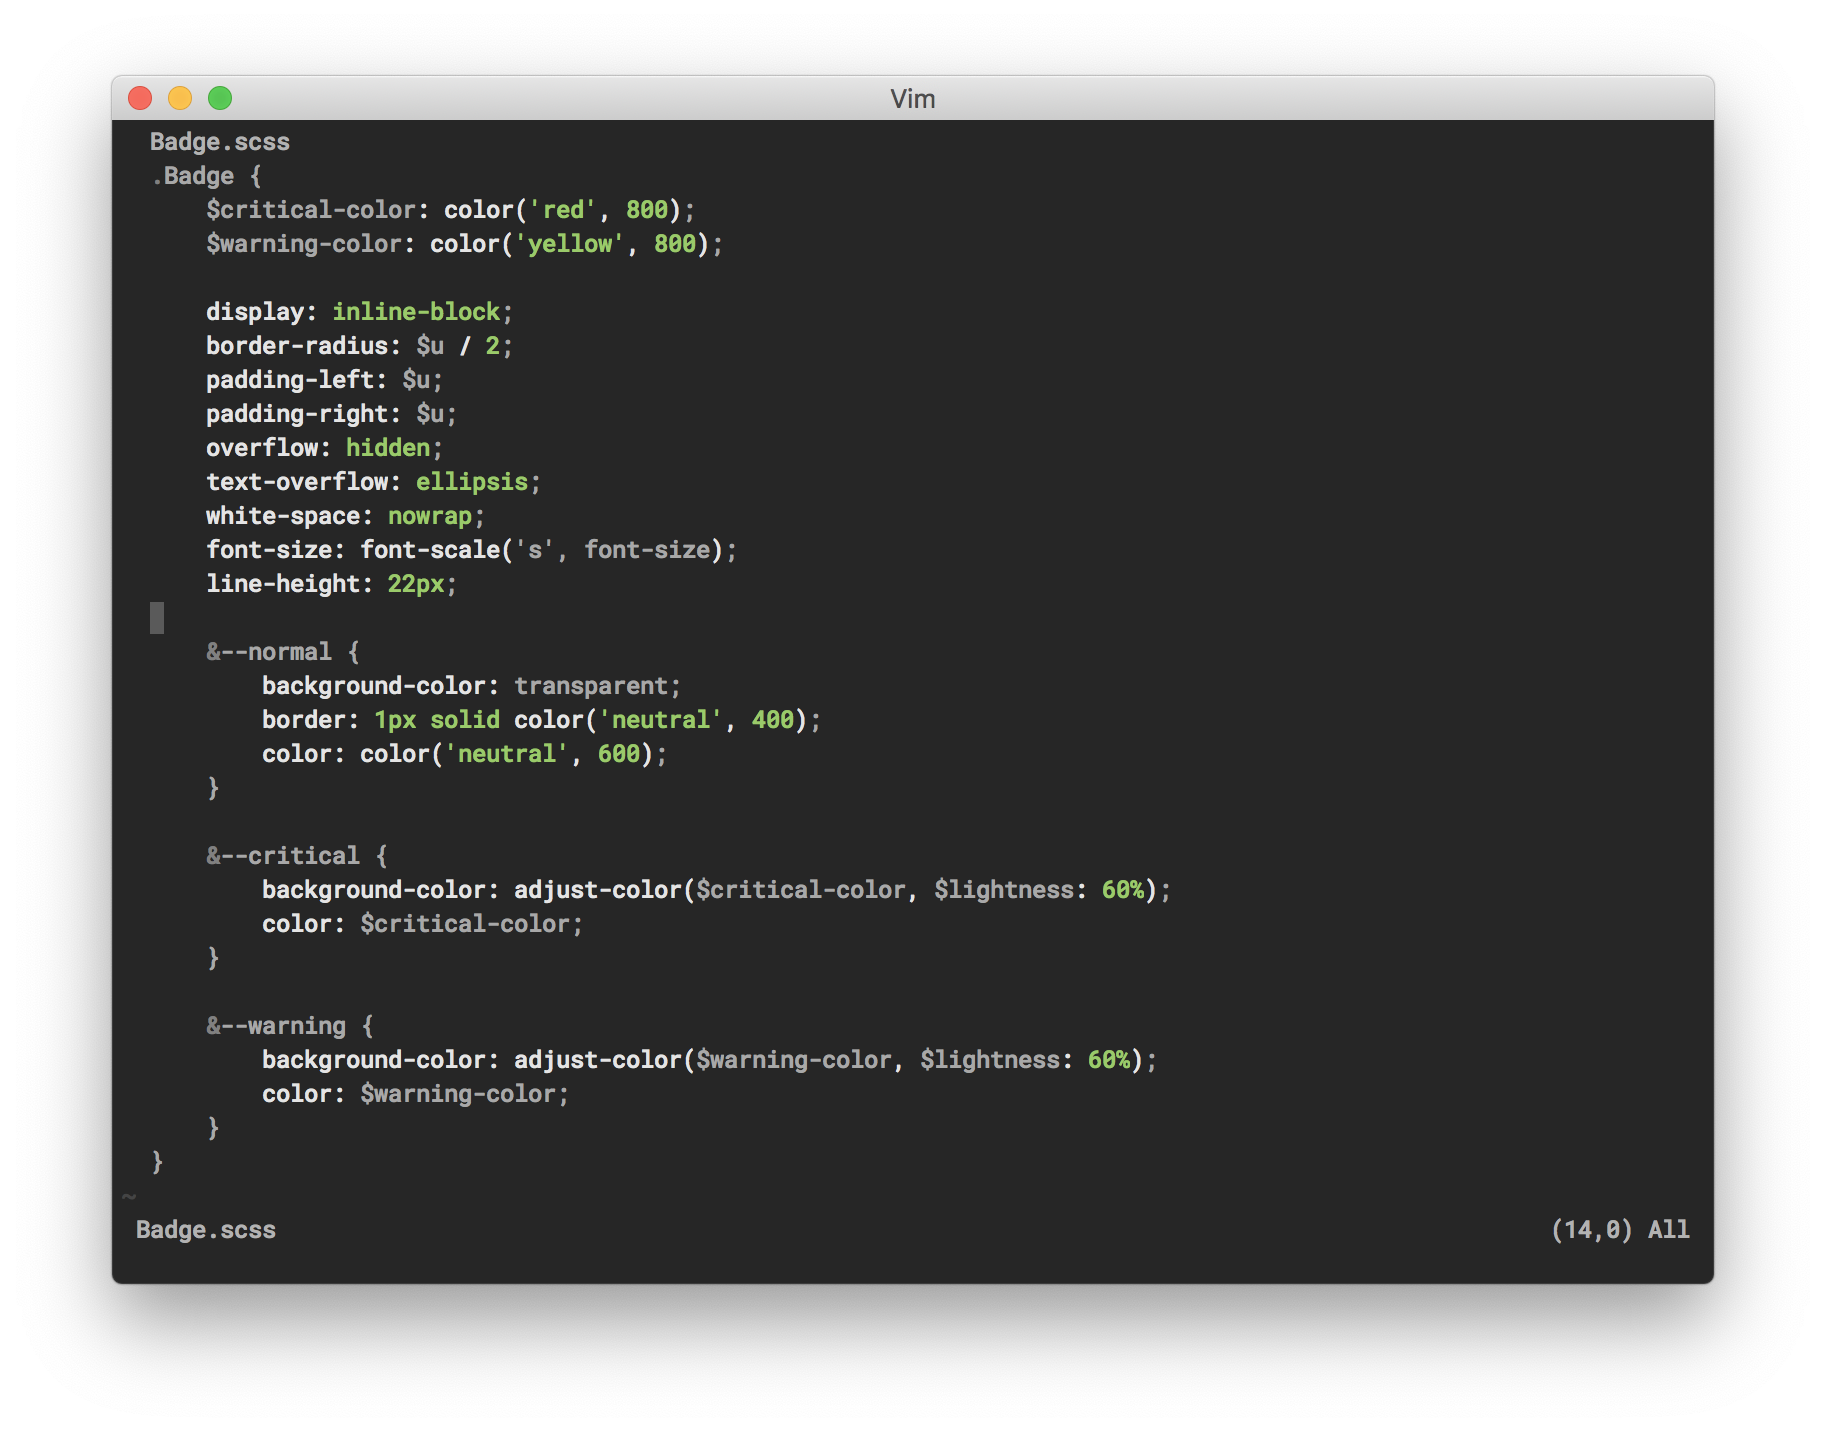 Vim
Badge.scss
.Badge {
    $critical-color: color('red', 800);
    $warning-color: color('yellow', 800);

    display: inline-block;
    border-radius: $u / 2;
    padding-left: $u;
    padding-right: $u;
    overflow: hidden;
    text-overflow: ellipsis;
    white-space: nowrap;
    font-size: font-scale('s', font-size);
    line-height: 22px;

    &--normal {
        background-color: transparent;
        border: 1px solid color('neutral', 400);
        color: color('neutral', 600);
    }

    &--critical {
        background-color: adjust-color($critical-color, $lightness: 60%);
        color: $critical-color;
    }

    &--warning {
        background-color: adjust-color($warning-color, $lightness: 60%);
        color: $warning-color;
    }
}
~
Badge.scss (14,0) All